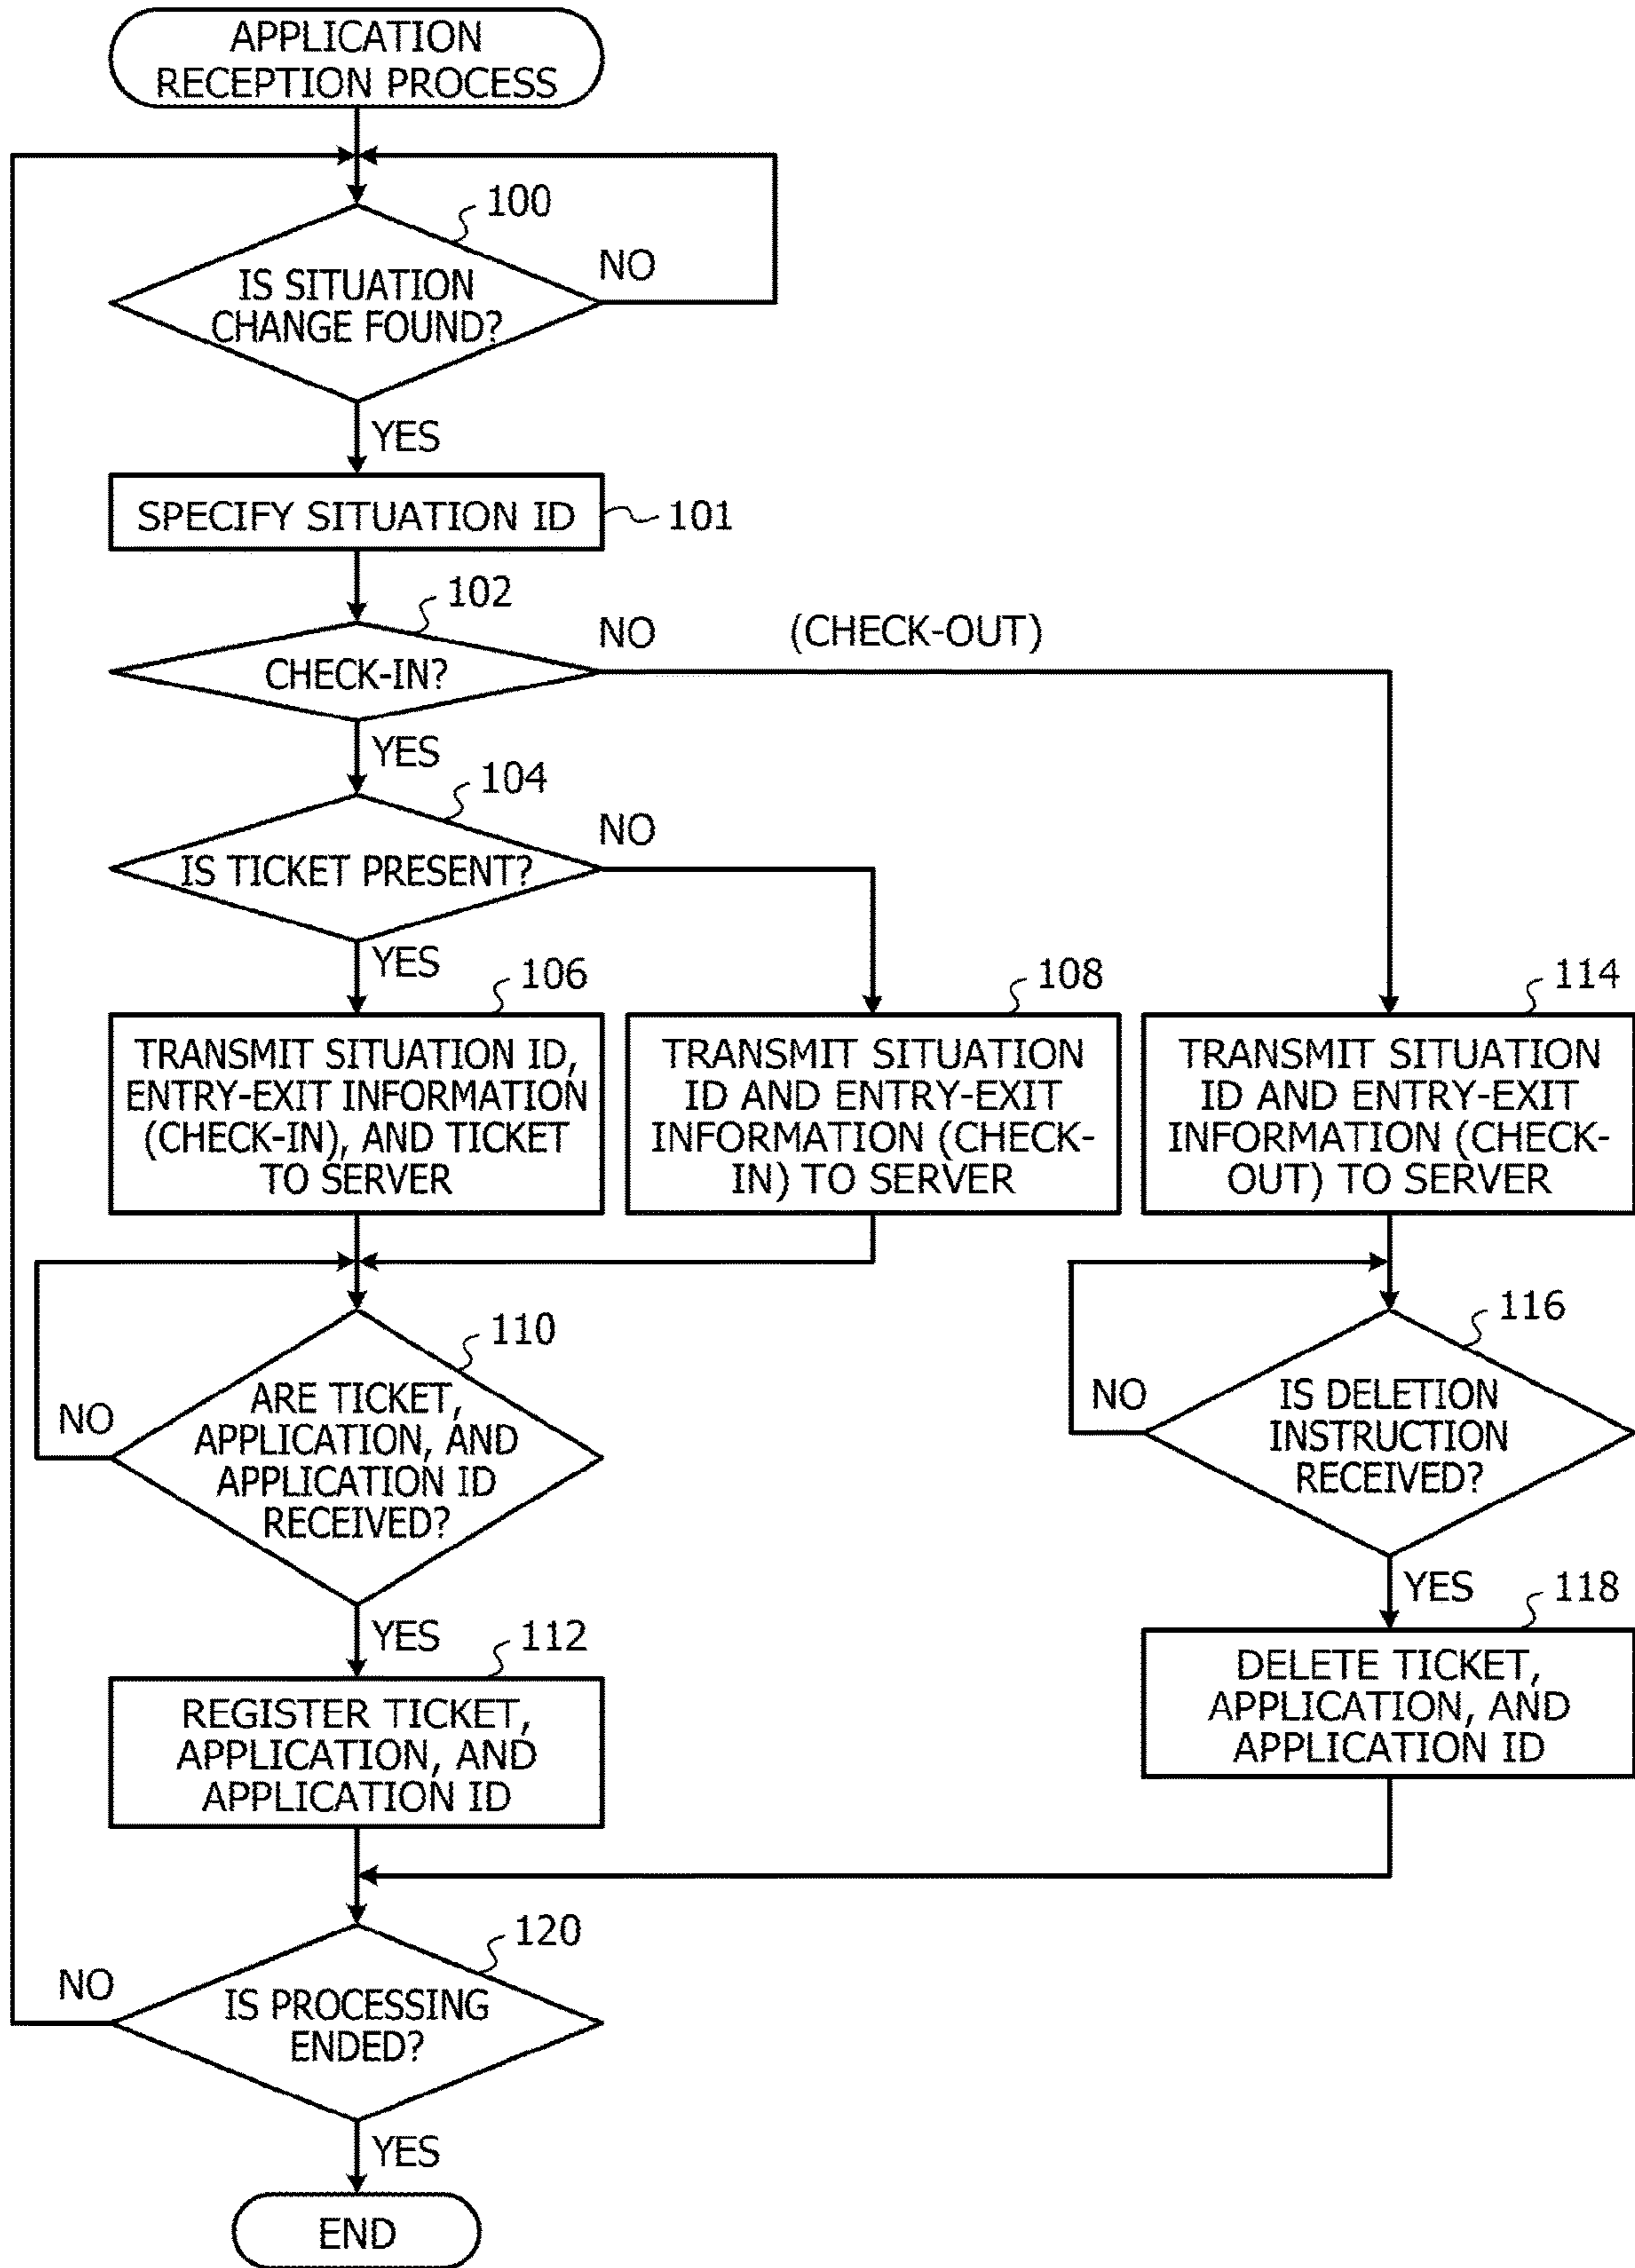 APPLICATION
RECEPTION PROCESS
100
NO
IS SITUATION
CHANGE FOUND?
YES
SPECIFY SITUATION ID
101
102
NO
(CHECK-OUT)
CHECK-IN?
YES
104
NO
IS TICKET PRESENT?
YES
106
TRANSMIT SITUATION ID,
ENTRY-EXIT INFORMATION
(CHECK-IN), AND TICKET
TO SERVER
108
TRANSMIT SITUATION
ID AND ENTRY-EXIT
INFORMATION (CHECK-
IN) TO SERVER
114
TRANSMIT SITUATION
ID AND ENTRY-EXIT
INFORMATION (CHECK-
OUT) TO SERVER
110
NO
ARE TICKET,
APPLICATION, AND
APPLICATION ID
RECEIVED?
YES
116
NO
IS DELETION
INSTRUCTION
RECEIVED?
YES
112
REGISTER TICKET,
APPLICATION, AND
APPLICATION ID
118
DELETE TICKET,
APPLICATION, AND
APPLICATION ID
120
NO
IS PROCESSING
ENDED?
YES
END